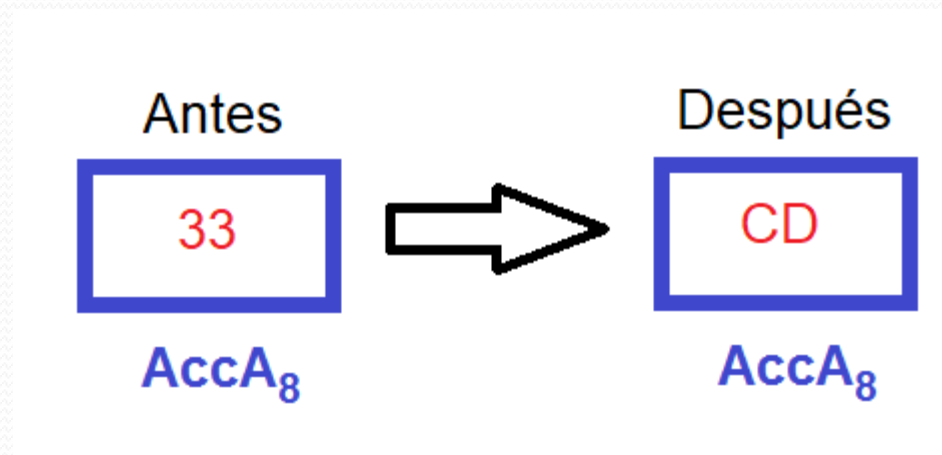 Antes
Después
33
CD
AccA₈
AccA₈